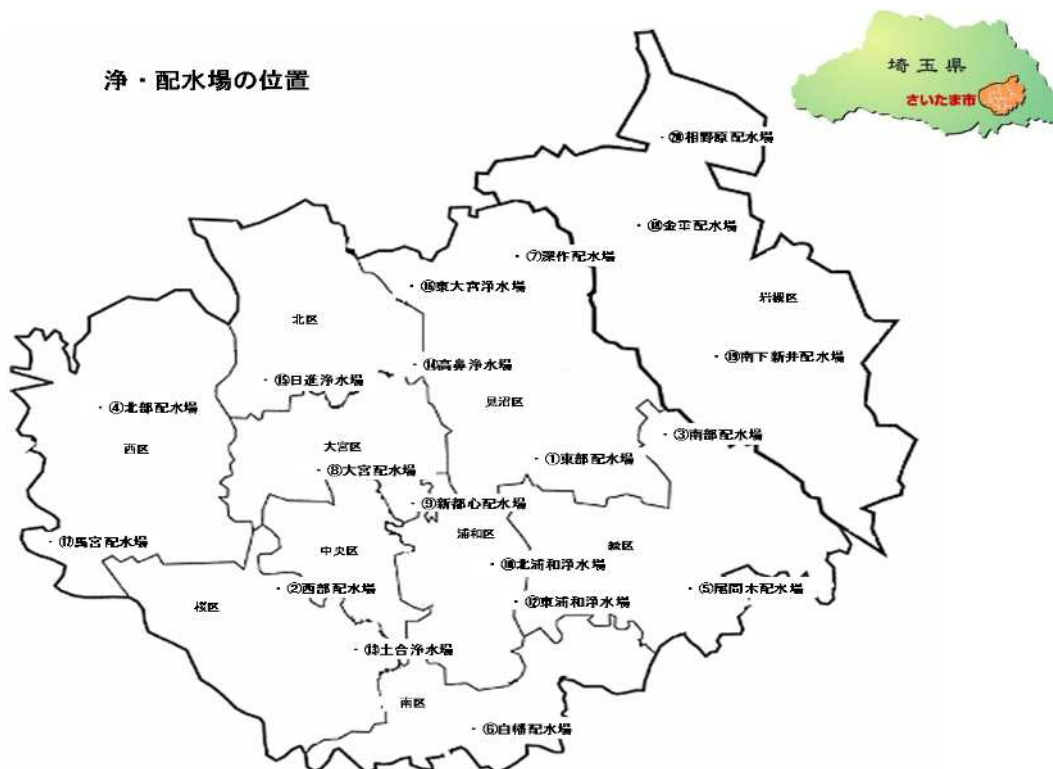 浄・配水場の位置
埼玉県
さいたま市
⑳相野原配水場
⑱金平配水場
⑦深作配水場
⑯東大宮浄水場
岩槻区
北区
⑲南下新井配水場
⑭高鼻浄水場
⑮日進浄水場
見沼区
④北部配水場
③南部配水場
大宮区
西区
①東部配水場
⑧大宮配水場
⑨新都心配水場
浦和区
馬宮配水場
中央区
緑区
北浦和浄水場
②西部配水場
⑤尾間木配水場
桜区
⑫東浦和浄水場
⑬土合浄水場
南区
⑥白幡配水場